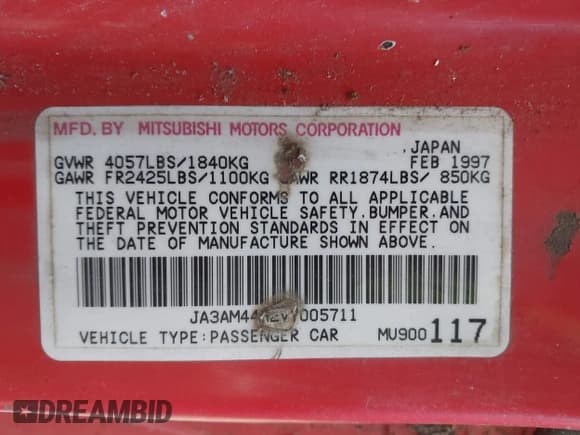 MFD. BY MITSUBISHI MOTORS CORPORATION
.JAPAN
GVWR 4057LBS/1840KG FEB 1997
GAWR FR2425LBS/1100KG GAWR RR1874LBS/ 850KG
THIS VEHICLE CONFORMS TO ALL APPLICABLE
FEDERAL MOTOR VEHICLE SAFETY,BUMPER,AND
THEFT PREVENTION STANDARDS IN EFFECT ON
THE DATE OF MANUFACTURE SHOWN ABOVE.
VEHICLE TYPE:PASSENGER CAR MU900117
DREAMBID